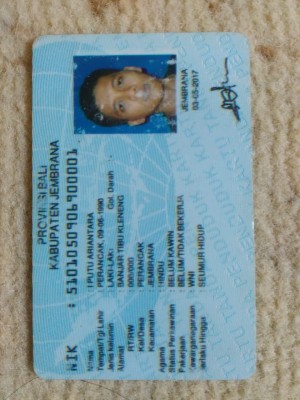 PROVINSI BALI
KABUPATEN JEMBRANA
NIK : 5101050906900001
Nama : I PUTU ARIANTARA
Tempat/Tgl Lahir : PERANCAK, 09-06-1990
Jenis kelamin : LAKI-LAKI Gol. Darah
Alamat : BANJAR TIBU KLENENG
RT/RW : 000/000
Kel/Desa : PERANCAK
Kecamatan : JEMBRANA
Agama : HINDU
Status Perkawinan : BELUM KAWIN
Pekerjaan : BELUM/TIDAK BEKERJA
Kewarganegaraan : WNI
Berlaku Hingga : SEUMUR HIDUP
JEMBRANA
03-05-2017